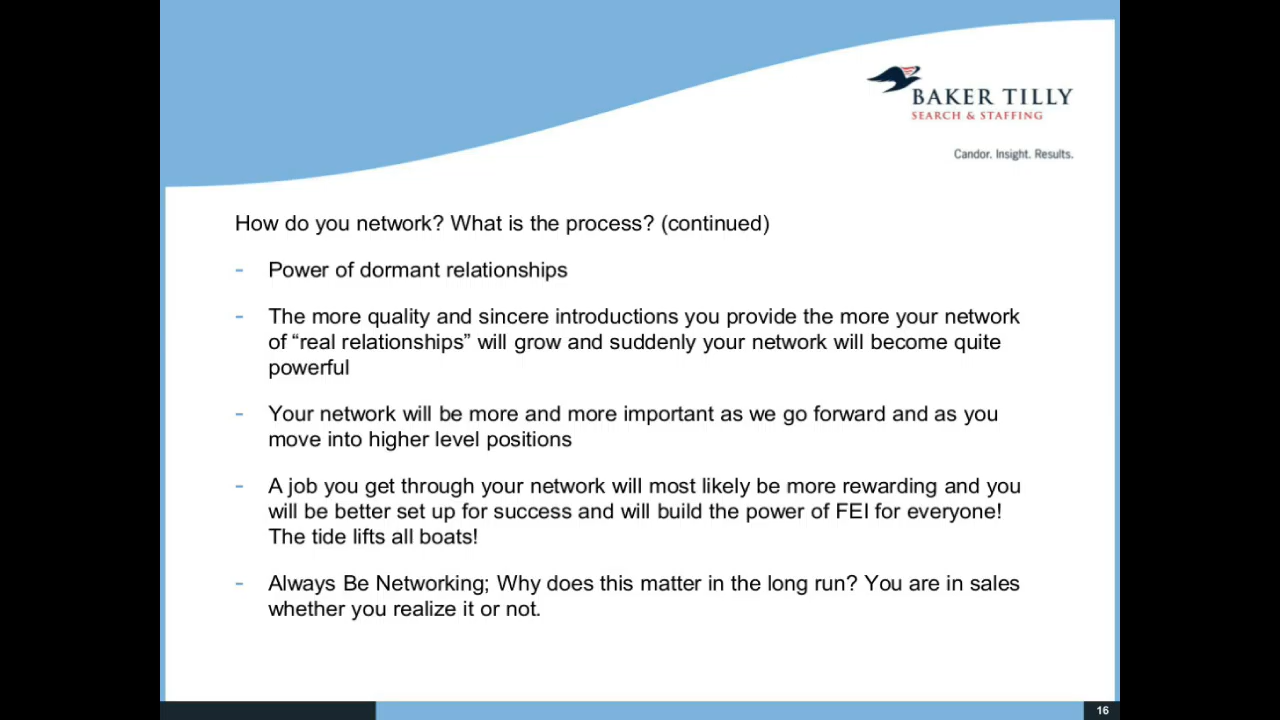 BAKER TILLY
SEARCH & STAFFING
Candor. Insight. Results.
How do you network? What is the process? (continued)
- Power of dormant relationships
- The more quality and sincere introductions you provide the more your network
of “real relationships” will grow and suddenly your network will become quite
powerful
- Your network will be more and more important as we go forward and as you
move into higher level positions
- A job you get through your network will most likely be more rewarding and you
will be better set up for success and will build the power of FEI for everyone!
The tide lifts all boats!
- Always Be Networking; Why does this matter in the long run? You are in sales
whether you realize it or not.
16